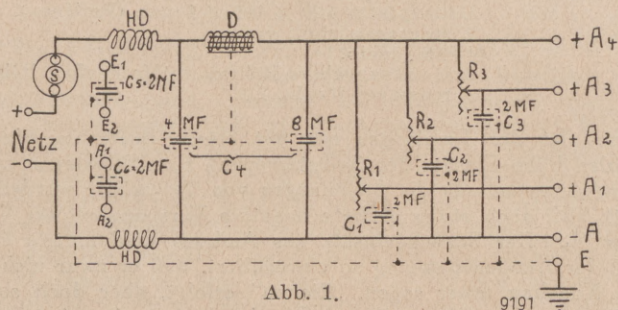 HD
D
S
E1
C5=2MF
E2
+
Netz
-
A1
C6=2MF
A2
HD
4 MF
8 MF
C4
R1
2MF
C1
R2
C2
2MF
R3
2MF
C3
+A4
+A3
+A2
+A1
-A
E
Abb. 1.
9191